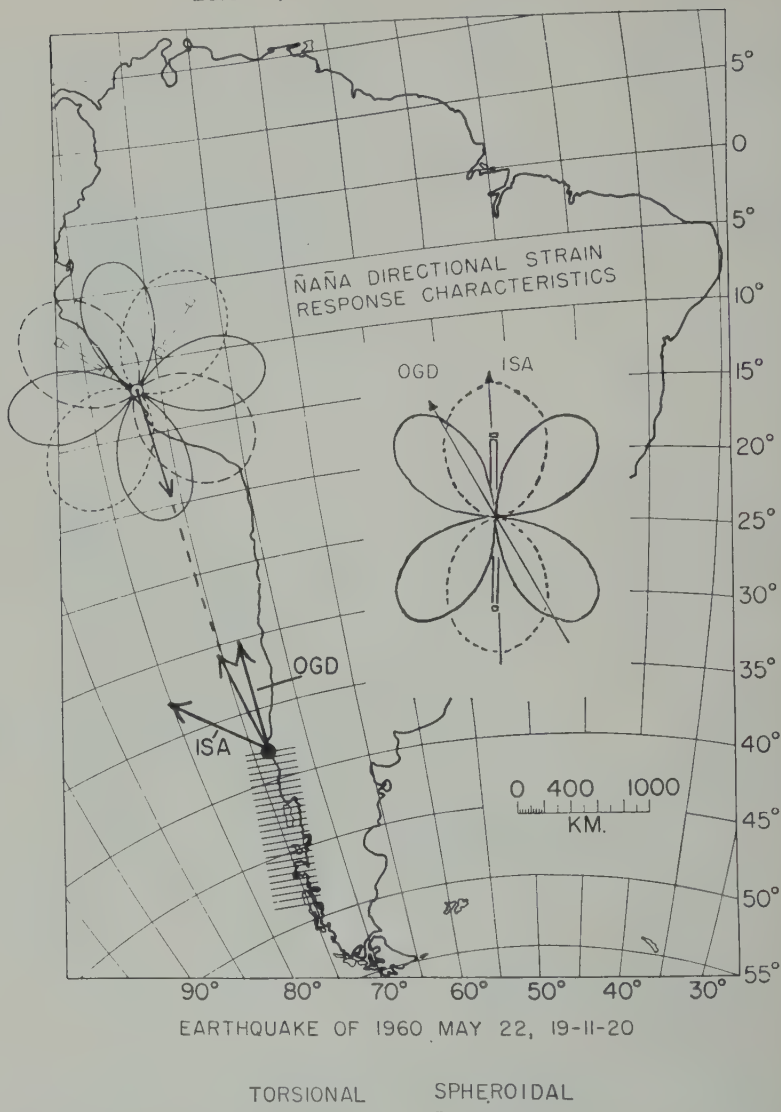 5°
0
5°
ÑAÑA DIRECTIONAL STRAIN
RESPONSE CHARACTERISTICS
10°
15°
OGD
ISA
20°
25°
30°
35°
OGD
ISA
40°
0 400 1000
KM.
45°
50°
55°
90° 80° 70° 60° 50° 40° 30°
EARTHQUAKE OF 1960 MAY 22, 19-11-20
TORSIONAL SPHEROIDAL